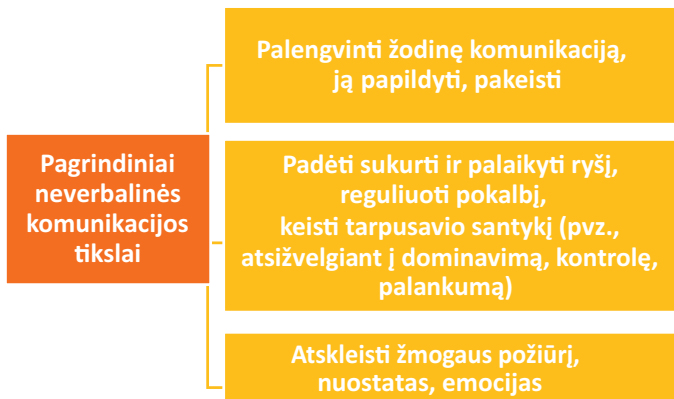 Pagrindiniai
neverbalinės
komunikacijos
tikslai
Palengvinti žodinę komunikaciją,
ją papildyti, pakeisti
Padėti sukurti ir palaikyti ryšį,
reguliuoti pokalbį,
keisti tarpusavio santykį (pvz.,
atsižvelgiant į dominavimą, kontrolę,
palankumą)
Atskleisti žmogaus požiūrį,
nuostatas, emocijas